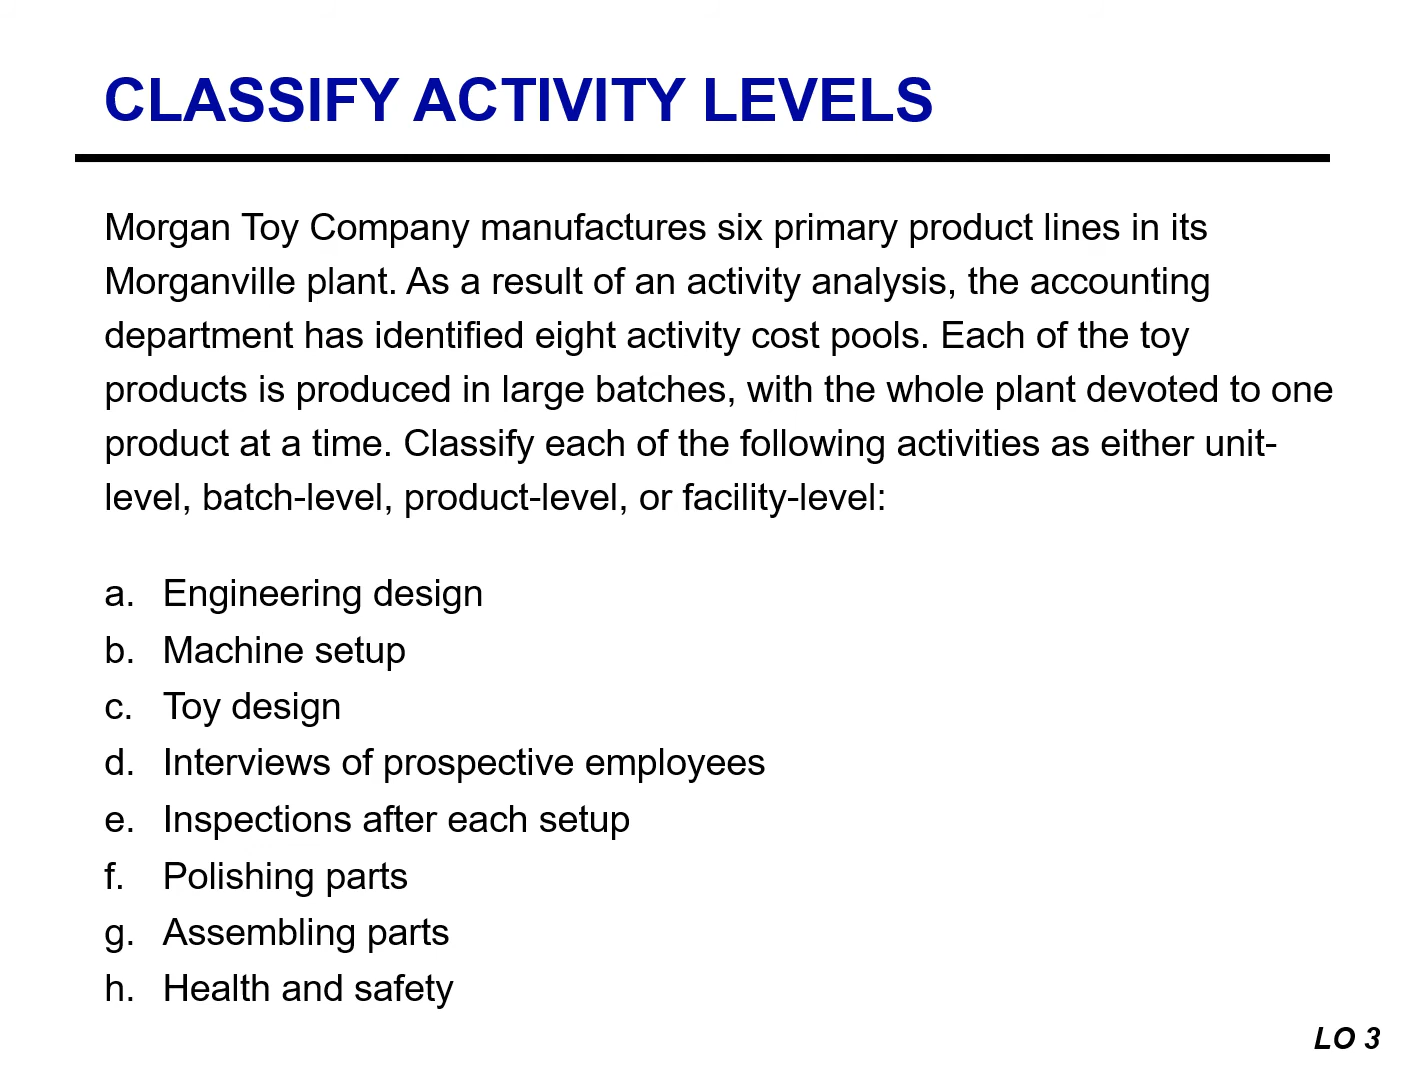 CLASSIFY ACTIVITY LEVELS
Morgan Toy Company manufactures six primary product lines in its
Morganville plant. As a result of an activity analysis, the accounting
department has identified eight activity cost pools. Each of the toy
products is produced in large batches, with the whole plant devoted to one
product at a time. Classify each of the following activities as either unit-
level, batch-level, product-level, or facility-level:
a. Engineering design
b. Machine setup
c. Toy design
d. Interviews of prospective employees
e. Inspections after each setup
f. Polishing parts
g. Assembling parts
h. Health and safety
LO 3